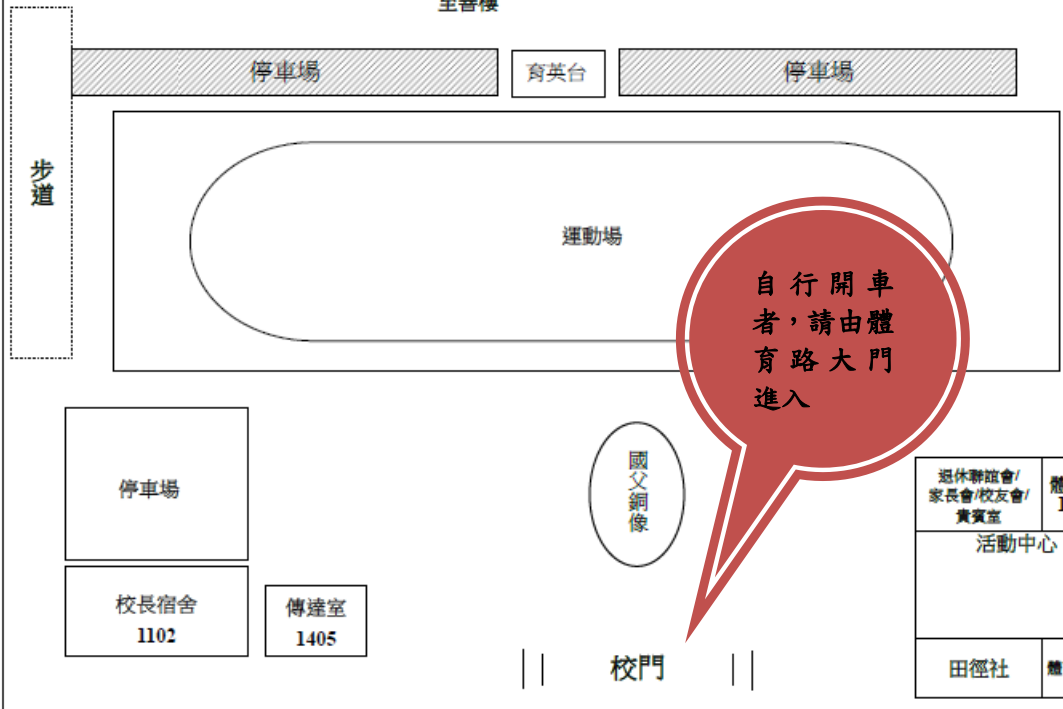 至善樓
停車場
育英台
停車場
步道
運動場
自行開車
者，請由體
育路大門
進入
停車場
國父銅像
退休聯誼會/
家長會/校友會/
貴賓室
活動中心
校長宿舍
1102
傳達室
1405
校門
田徑社